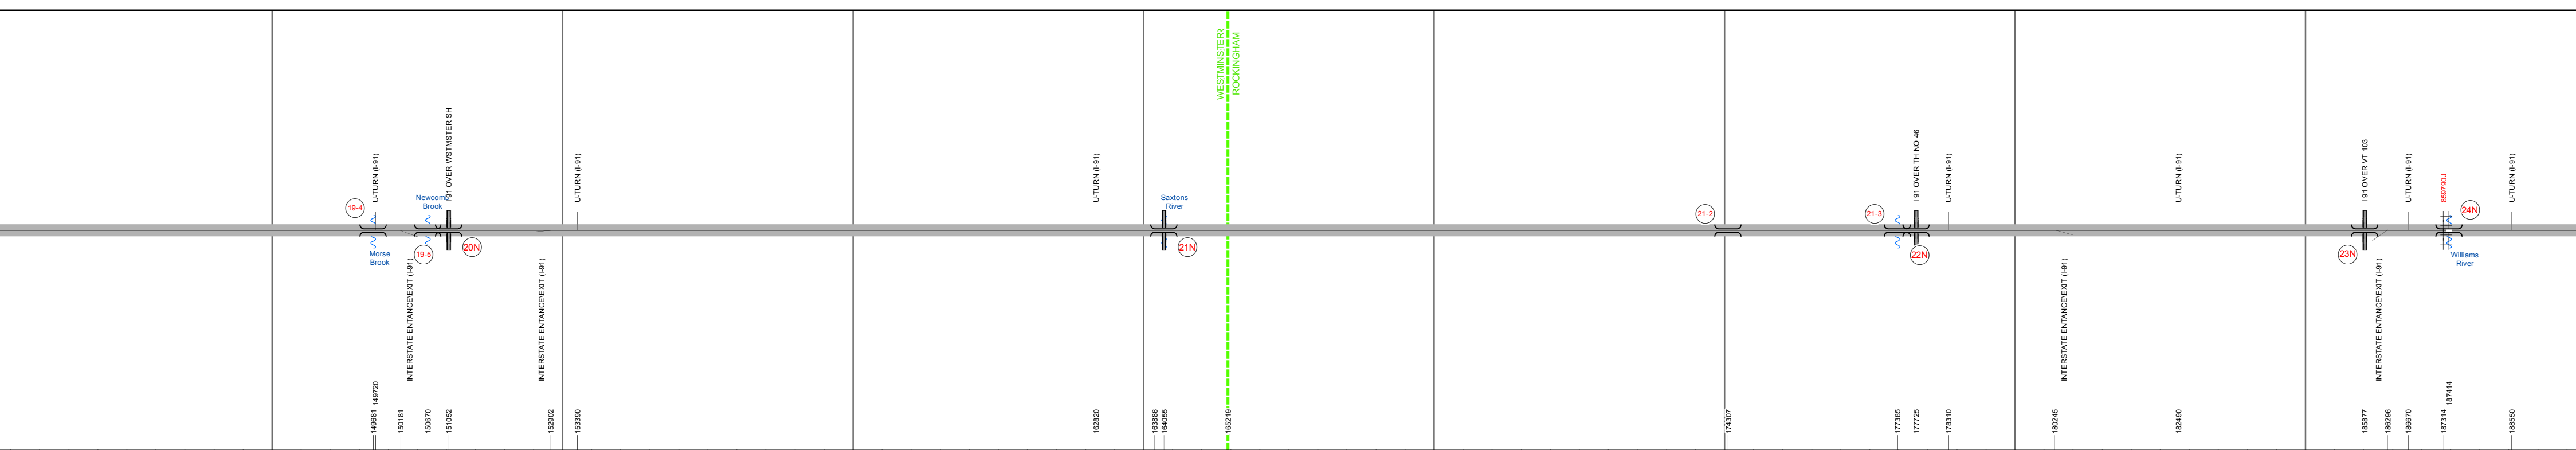 WESTMINSTER
ROCKINGHAM
U-TURN (I-91)
I 91 OVER WSTMSTER SH
U-TURN (I-91)
U-TURN (I-91)
I 91 OVER TH NO 46
U-TURN (I-91)
U-TURN (I-91)
I 91 OVER VT 103
U-TURN (I-91)
859790J
U-TURN (I-91)
19-4
Newcomb
Brook
Saxtons
River
21-2
21-3
24N
Morse
Brook
19-5
20N
21N
22N
23N
Williams
River
INTERSTATE ENTANCE\EXIT (I-91)
INTERSTATE ENTANCE\EXIT (I-91)
INTERSTATE ENTANCE\EXIT (I-91)
INTERSTATE ENTANCE\EXIT (I-91)
149681
149720
150181
150670
151052
152902
153390
162820
163886
164055
165219
174307
177385
177725
178310
180245
182490
185877
186296
186670
187314
187414
188550